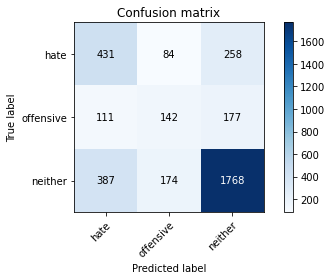 Confusion matrix
True label
hate 431 84 258
offensive 111 142 177
neither 387 174 1768
hate offensive neither
Predicted label
1600
1400
1200
1000
800
600
400
200